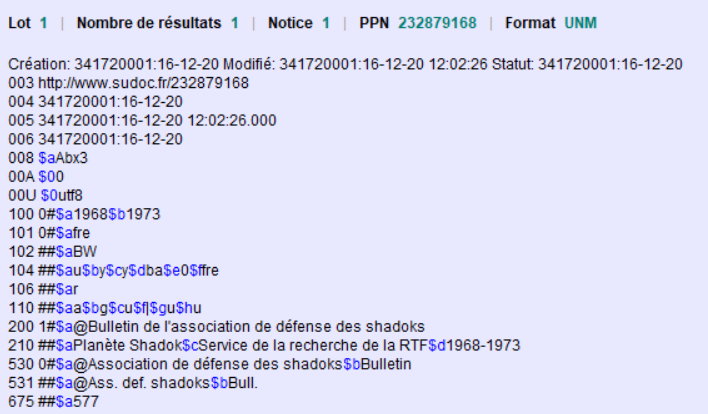 Lot 1 | Nombre de résultats 1 | Notice 1 | PPN 232879168 | Format UNM
Création: 341720001:16-12-20 Modifié: 341720001:16-12-20 12:02:26 Statut: 341720001:16-12-20
003 http://www.sudoc.fr/232879168
004 341720001:16-12-20
005 341720001:16-12-20 12:02:26.000
006 341720001:16-12-20
008 $aAbx3
00A $00
00U $0utf8
100 0#$a1968$b1973
101 0#$afre
102 ##$aBW
104 ##$au$by$cy$dba$e0$ffre
106 ##$ar
110 ##$aa$bg$cu$f|$gu$hu
200 1#$a@Bulletin de l'association de défense des shadoks
210 ##$aPlanète Shadok$cService de la recherche de la RTF$d1968-1973
530 0#$a@Association de défense des shadoks$bBulletin
531 ##$a@Ass. def. shadoks$bBull.
675 ##$a577